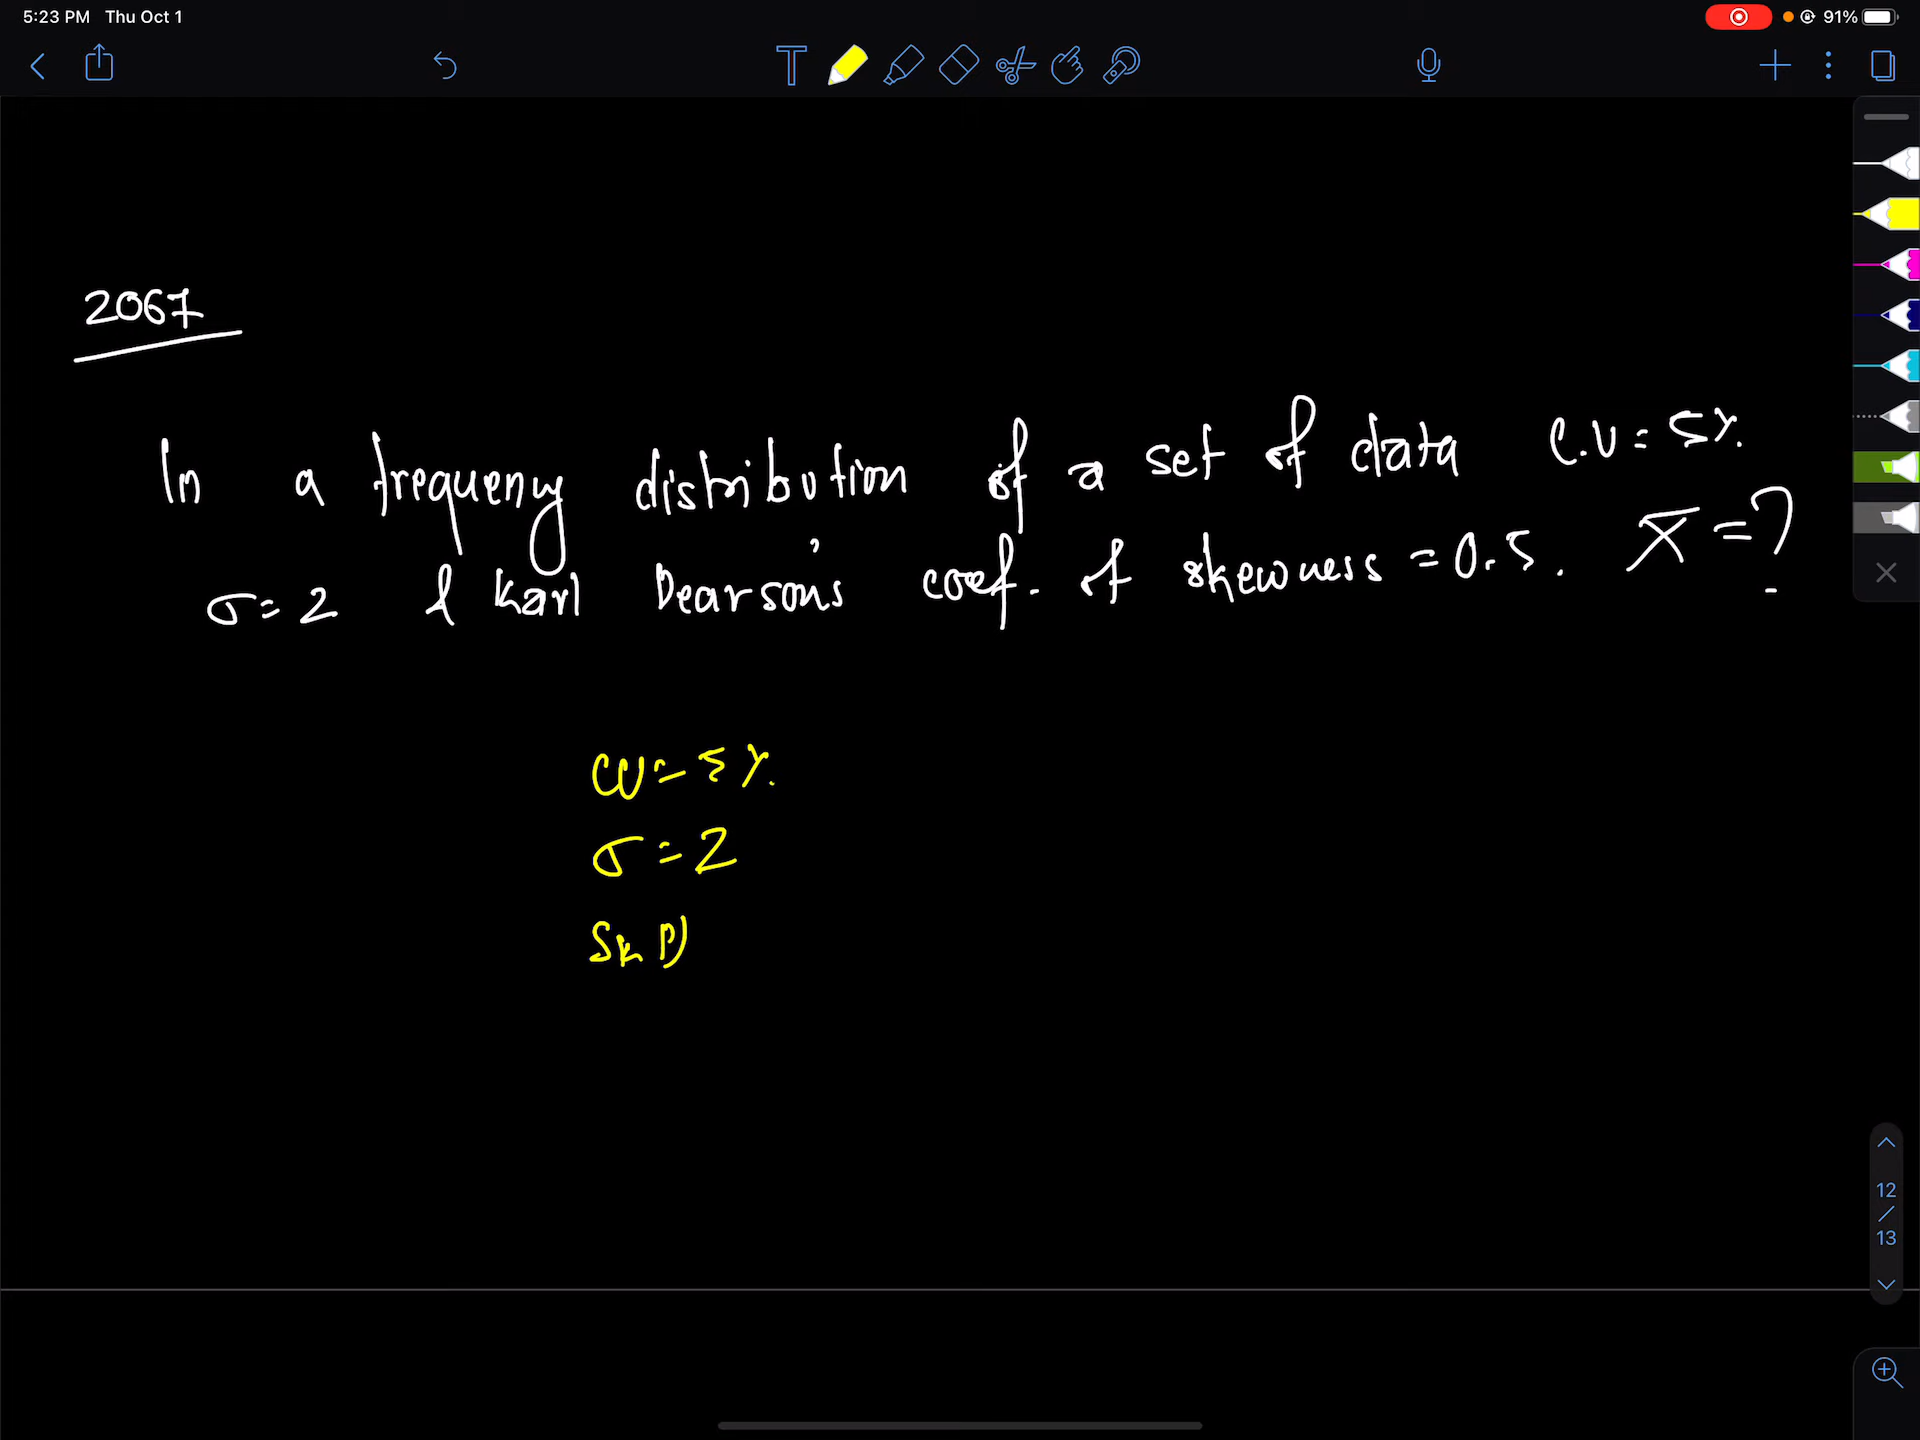 5:23 PM Thu Oct 1
91%
2067
In a frequency distribution of a set of data C.V = 5%.
σ = 2 & Karl Pearson's coef. of skewness = 0.5. X̄ = ?
CV = 5%.
σ = 2
Sk P)
12
/
13